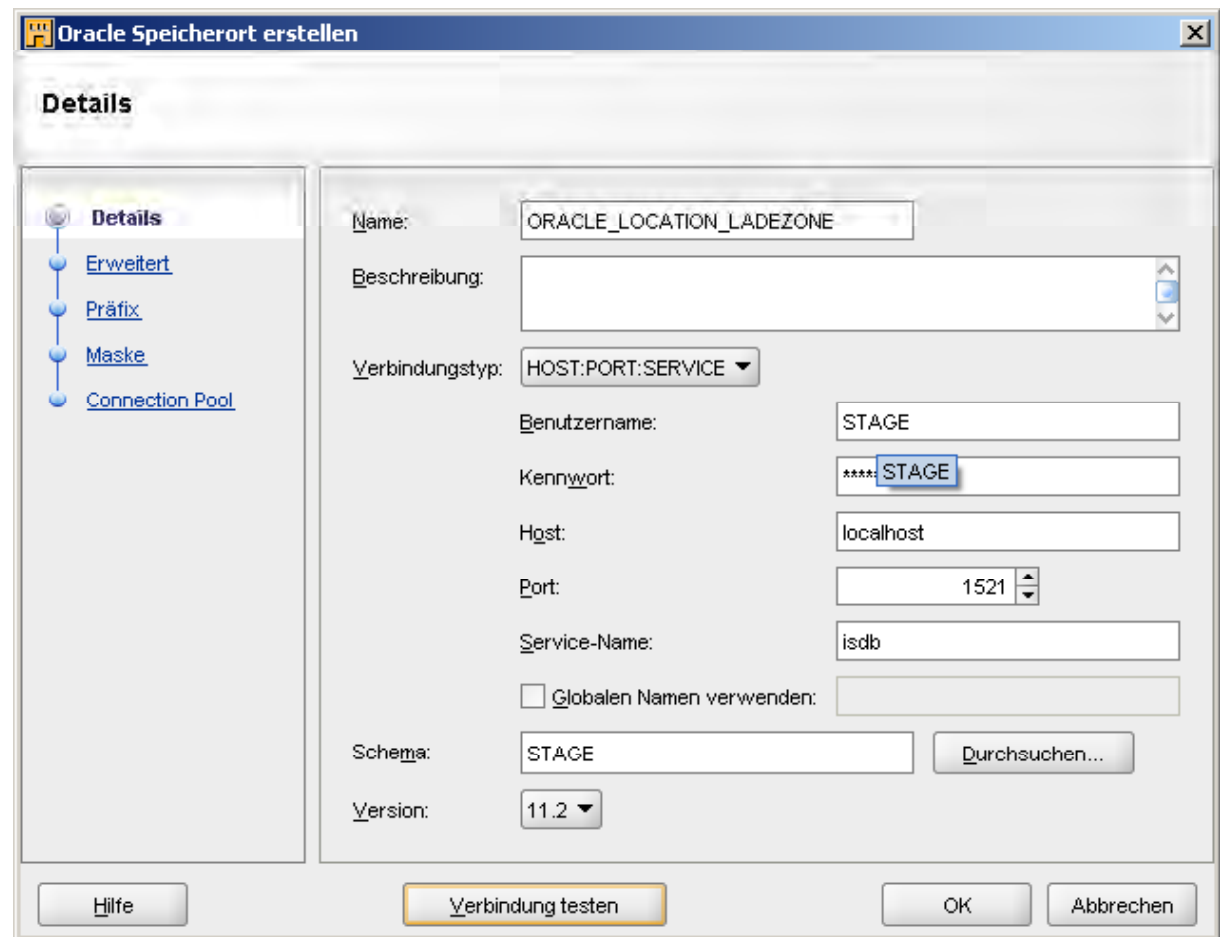 Oracle Speicherort erstellen
Details
Details
Erweitert
Präfix
Maske
Connection Pool
Name: ORACLE_LOCATION_LADEZONE
Beschreibung:
Verbindungstyp: HOST:PORT:SERVICE
Benutzername: STAGE
Kennwort: ***** STAGE
Host: localhost
Port: 1521
Service-Name: isdb
Globalen Namen verwenden:
Schema: STAGE Durchsuchen...
Version: 11.2
Hilfe Verbindung testen OK Abbrechen